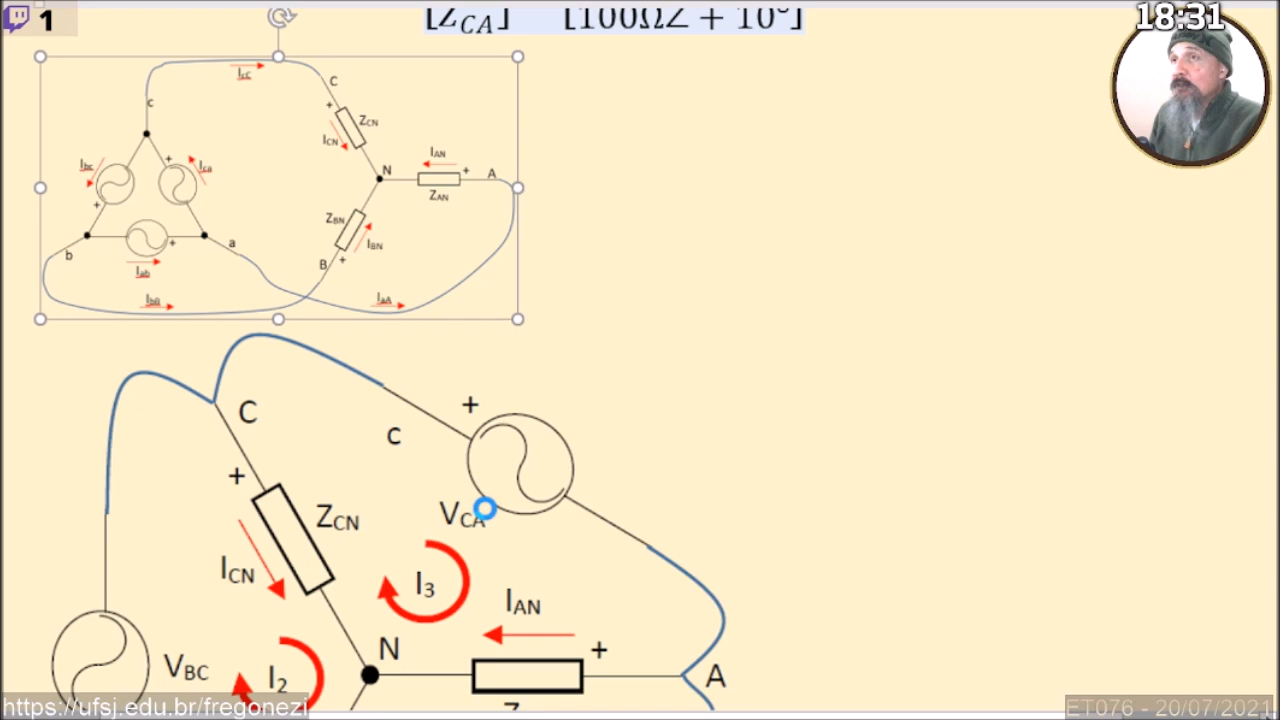 1
[Z_CA] [100Ω∠ + 10°]
18:31
I_cC
C
c
+
Z_CN
I_CN
I_bc
+
I_ca
N
I_AN
+
A
+
Z_AN
Z_BN
I_BN
+
a
b
B
+
I_ab
I_bB
I_aA
C
+
c
+
Z_CN
V_CA
I_CN
I_3
I_AN
N
+
V_BC
I_2
A
https://ufsj.edu.br/fregonezi
ET076 - 20/07/2021